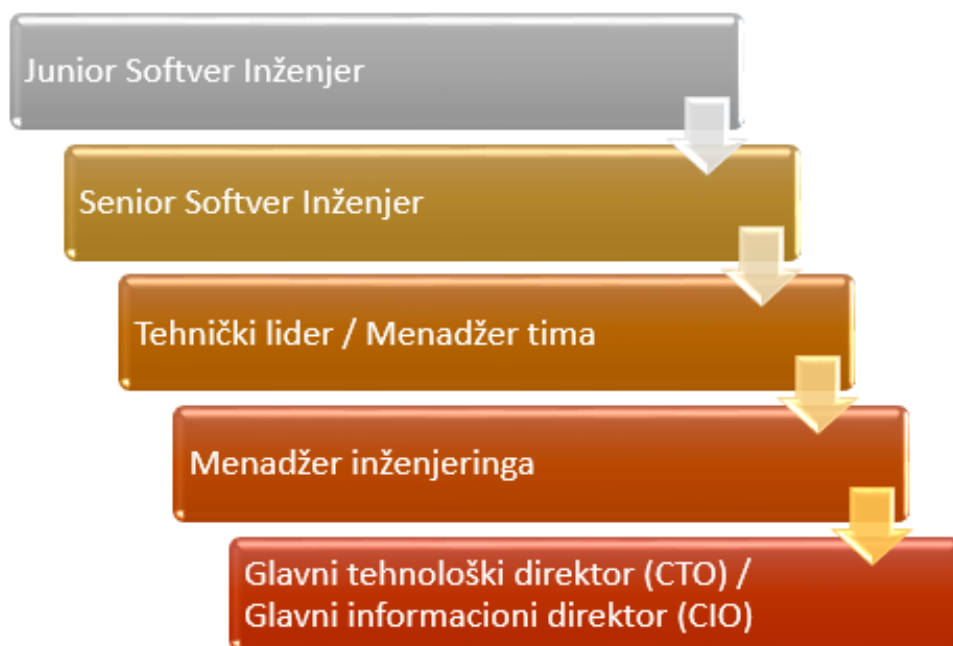 Junior Softver Inženjer
Senior Softver Inženjer
Tehnički lider / Menadžer tima
Menadžer inženjeringa
Glavni tehnološki direktor (CTO) /
Glavni informacioni direktor (CIO)